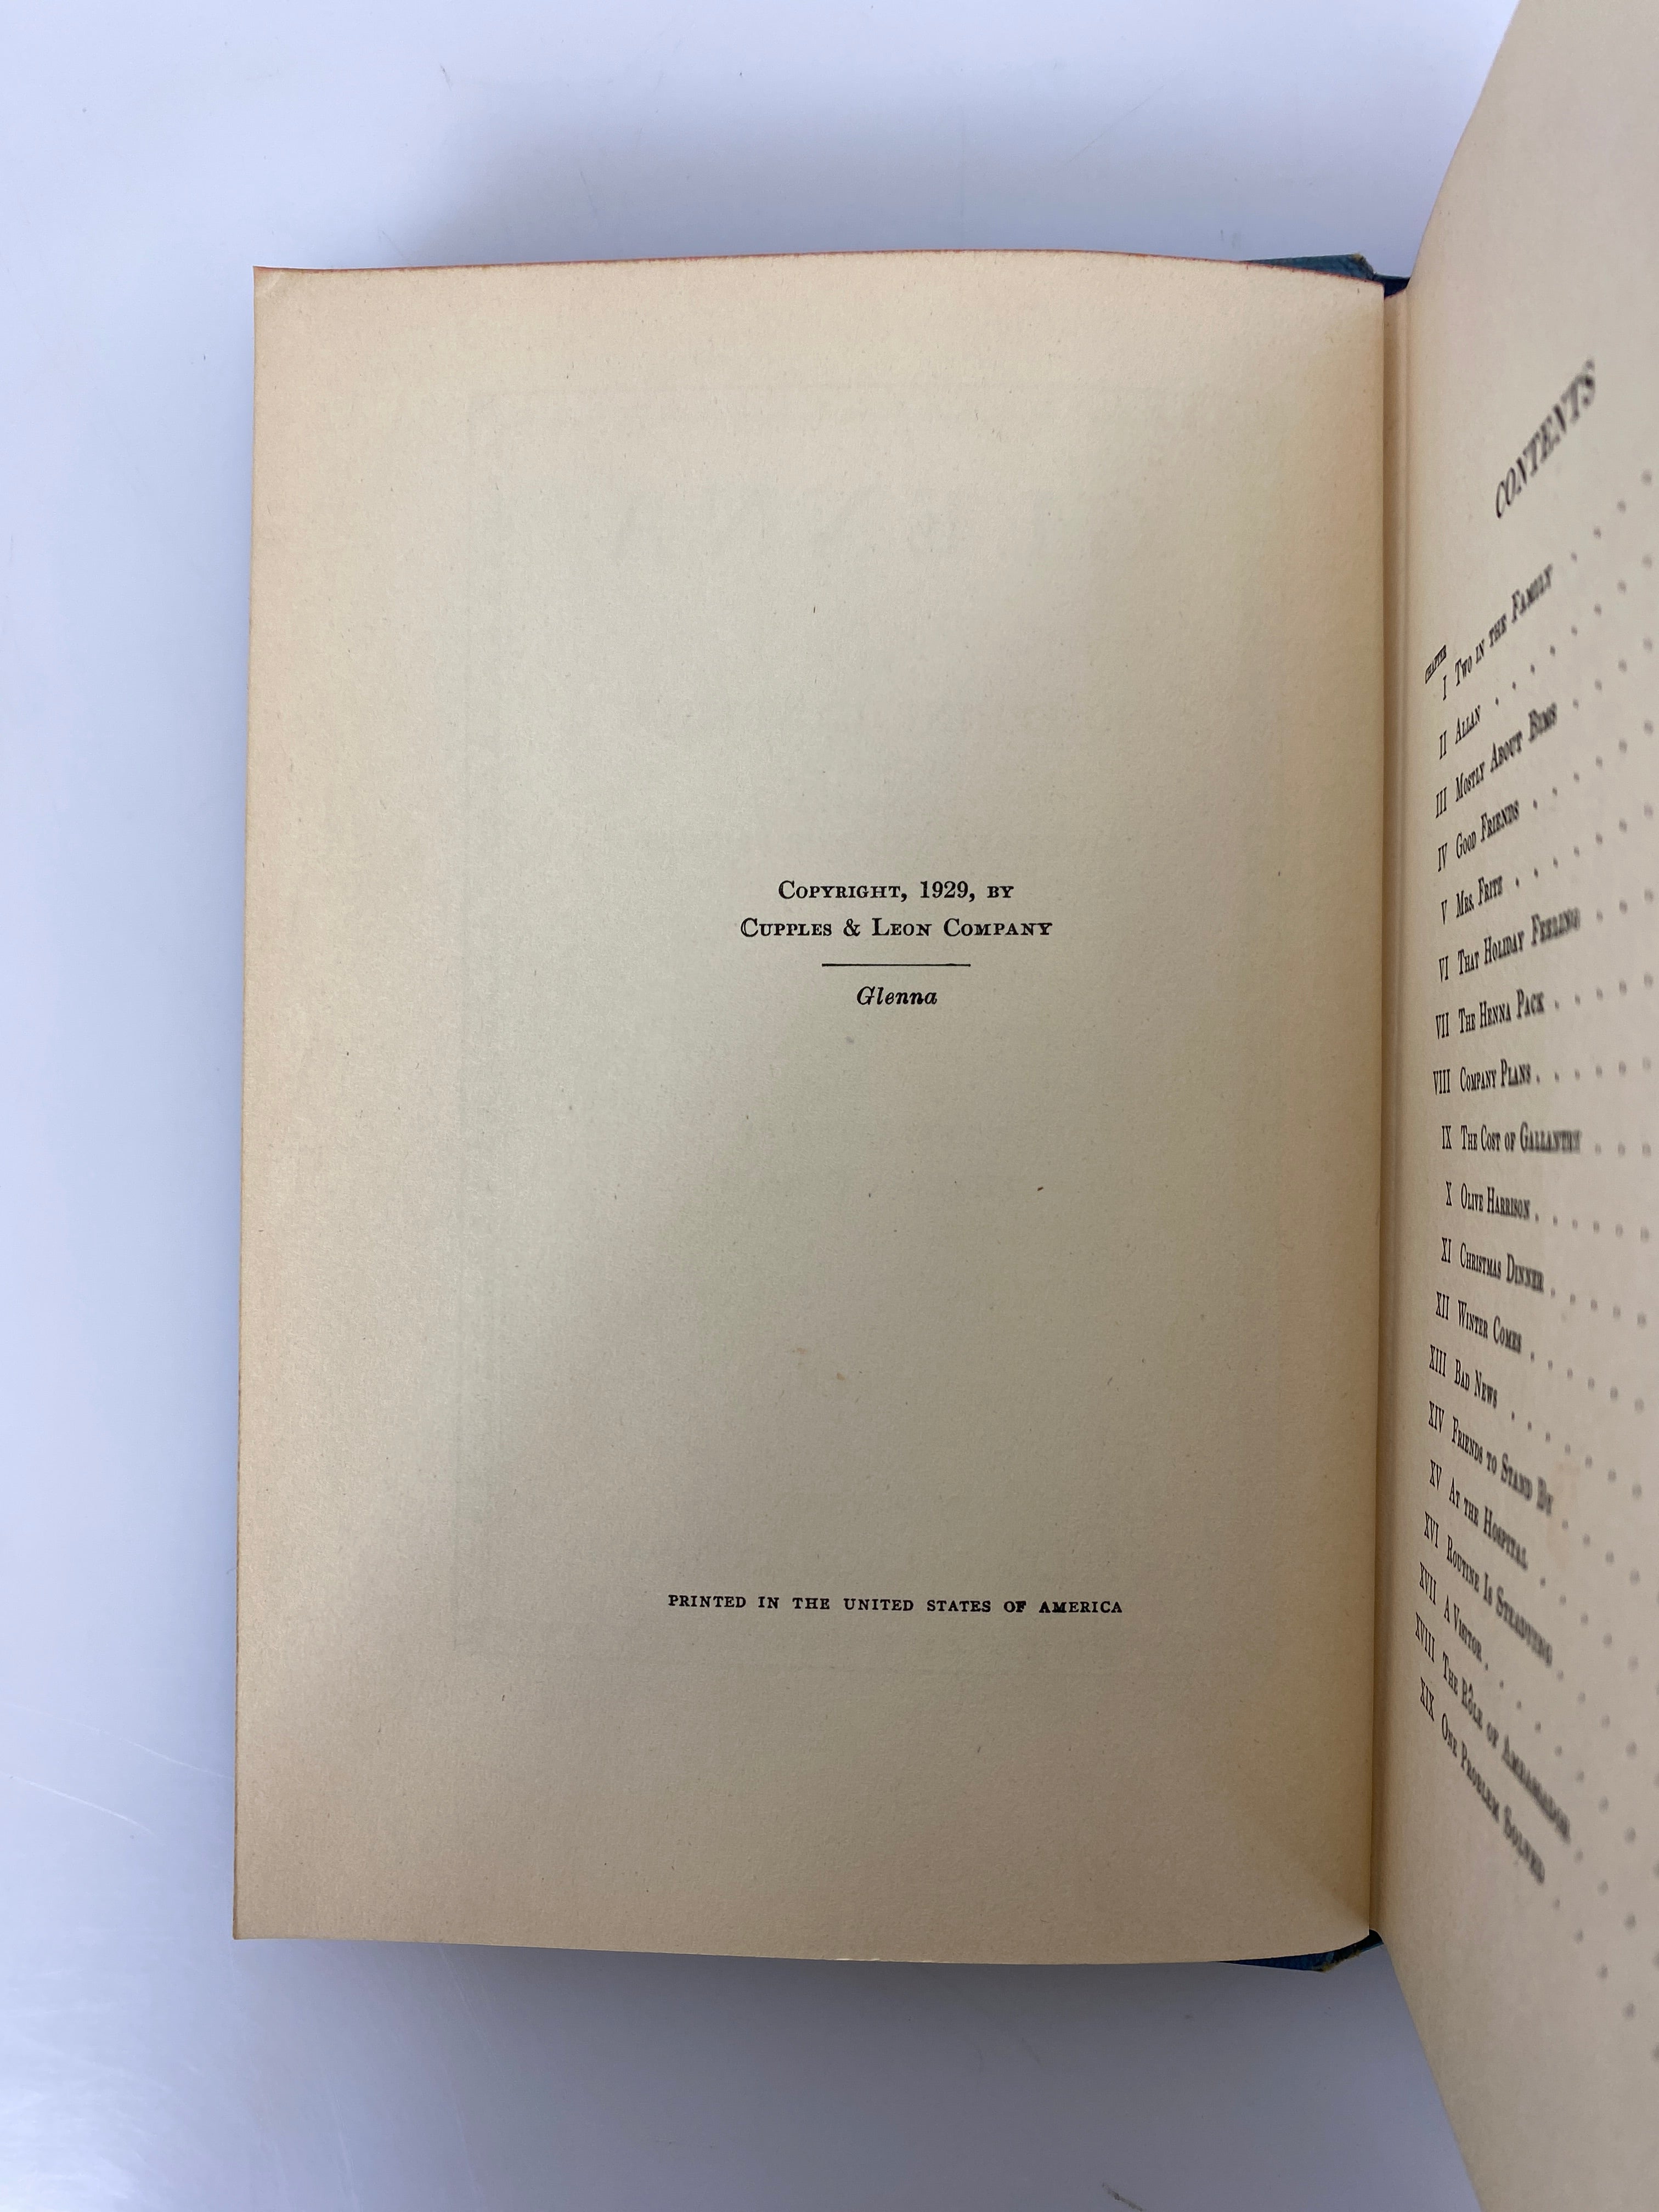 COPYRIGHT, 1929, BY
CUPPLES & LEON COMPANY
Glenna
PRINTED IN THE UNITED STATES OF AMERICA
CONTENTS
CHAPTER
I TWO IN THE FAMILY
II ALLAN
III MOSTLY ABOUT BIMS
IV GOOD FRIENDS
V MRS. FRITZ
VI THAT HOLIDAY FEELING
VII THE HENNA PACK
VIII COMPANY PLANS
IX THE COST OF GALLANTRY
X OLIVE HARRISON
XI CHRISTMAS DINNER
XII WINTER COMES
XIII BAD NEWS
XIV FRIENDS TO STAND BY
XV AT THE HOSPITAL
XVI ROUTINE IS STEADYING
XVII A VISITOR
XVIII THE RÔLE OF AMBASSADOR
XIX ONE PROBLEM SOLVED